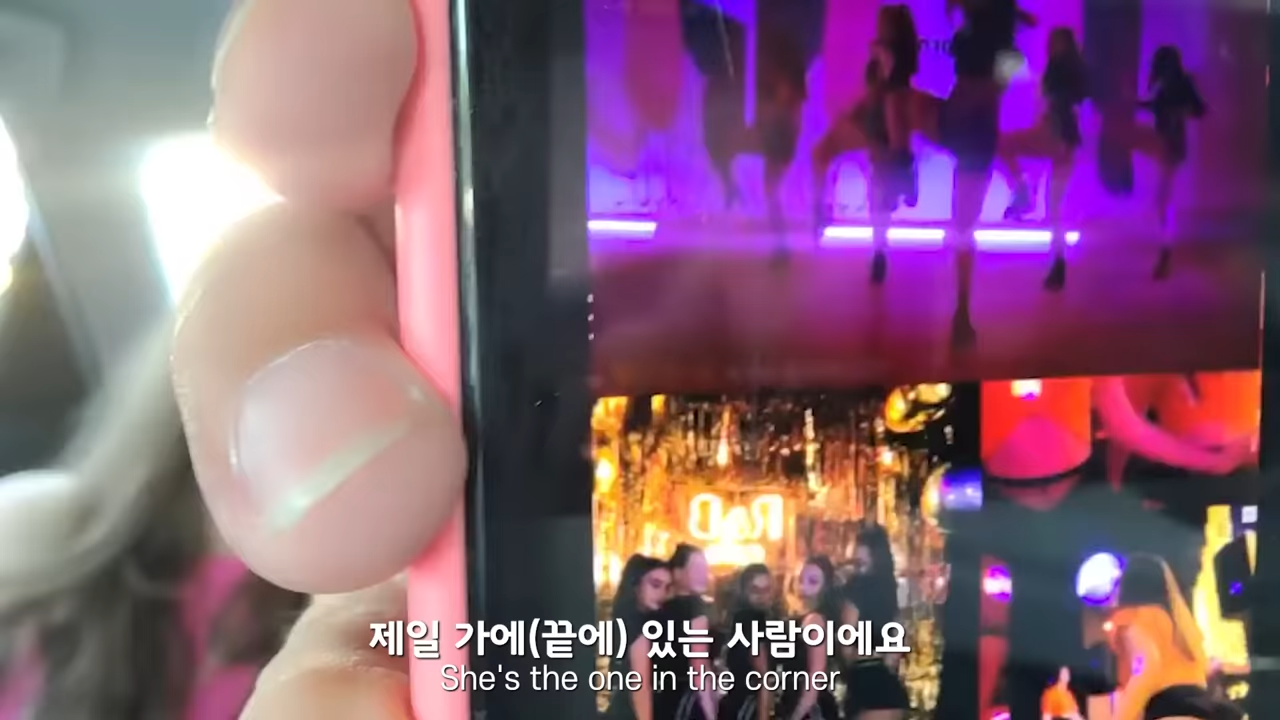 제일 가에(끝에) 있는 사람이에요
She's the one in the corner